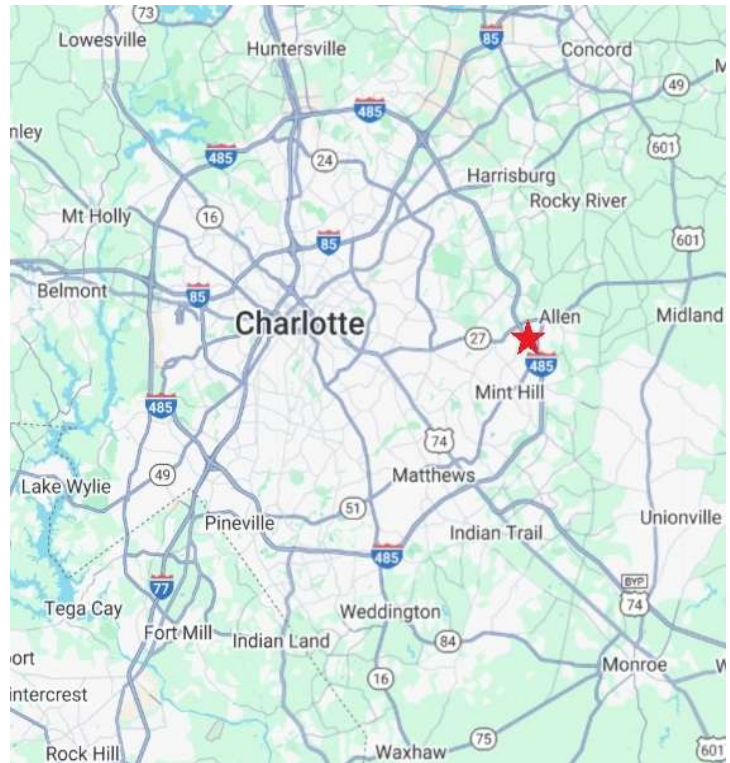 73
Lowesville
Huntersville
85
Concord
49
M
nley
485
485
24
601
Harrisburg
Rocky River
16
Mt Holly
85
601
Belmont
85
Charlotte
Allen
Midland
27
485
Mint Hill
485
74
Matthews
49
Lake Wylie
51
Pineville
Unionville
Indian Trail
485
BYP
74
77
Tega Cay
Fort Mill
Weddington
Indian Land
84
ort
Monroe
W
16
intercrest
75
Rock Hill
Waxhaw
601